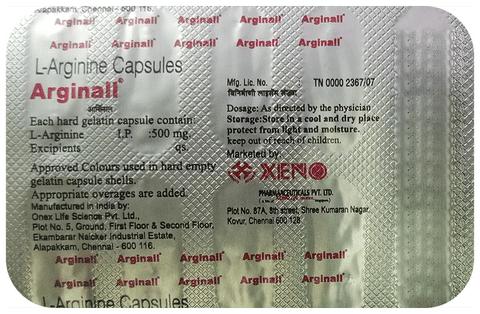 Alapakkam, Chennai - 600 116.
Arginall Arginall Arginall Arginall Arginall
Arginall Arginall Arginall Arginall Arginall
L-Arginine Capsules
Arginall
Each hard gelatin capsule contain:
L-Arginine I.P. :500 mg.
Excipients qs.
Approved Colours used in hard empty
gelatin capsule shells.
Appropriate overages are added
Manufactured in India by:
Onex Life Science Pvt. Ltd.,
Plot No. 5, Ground, First Floor & Second Floor,
Ekambarar Naicker Industrial Estate,
Alapakkam, Chennai - 600 116.
Mfg. Lic. No. : TN 0000 2367/07
Dosage: As directed by the physician
Storage:Store in a cool and dry place
protect from light and moisture.
keep out of reach of children.
Marketed by:
XENO
PHARMACEUTICALS PVT. LTD.
Plot No. 87A, 8th street, Shree Kumaran Nagar,
Kovur, Chennai 600 128
Arginall Arginall Arginall Arginall Arginall
Arginall Arginall Arginall Arginall Arginall
L-Arginine Capsules